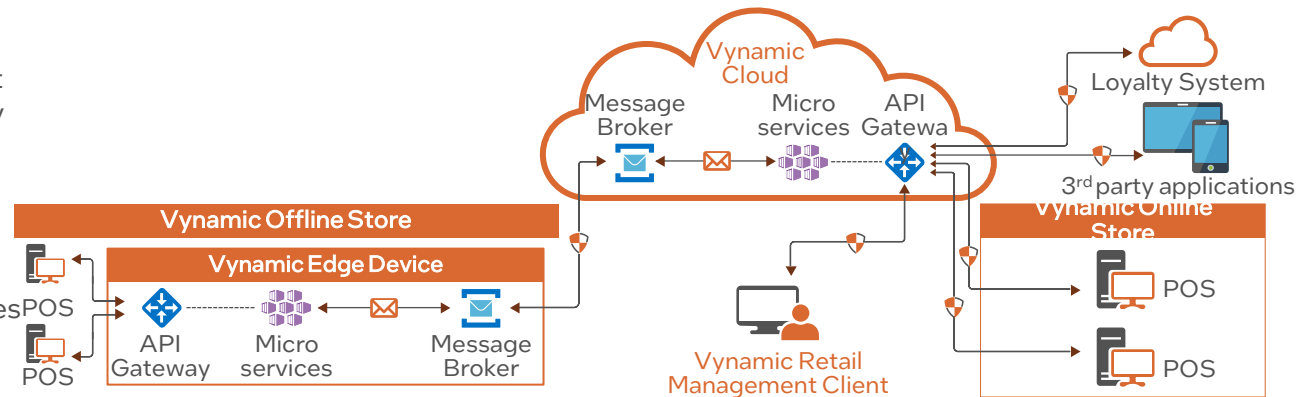 Vynamic
Cloud
Message
Broker
Micro
services
API
Gatewa
Loyalty System
3rd party applications
Vynamic Offline Store
Vynamic Edge Device
esPOS
POS
API
Gateway
Micro
services
Message
Broker
Vynamic Retail
Management Client
Vynamic Online
Store
POS
POS